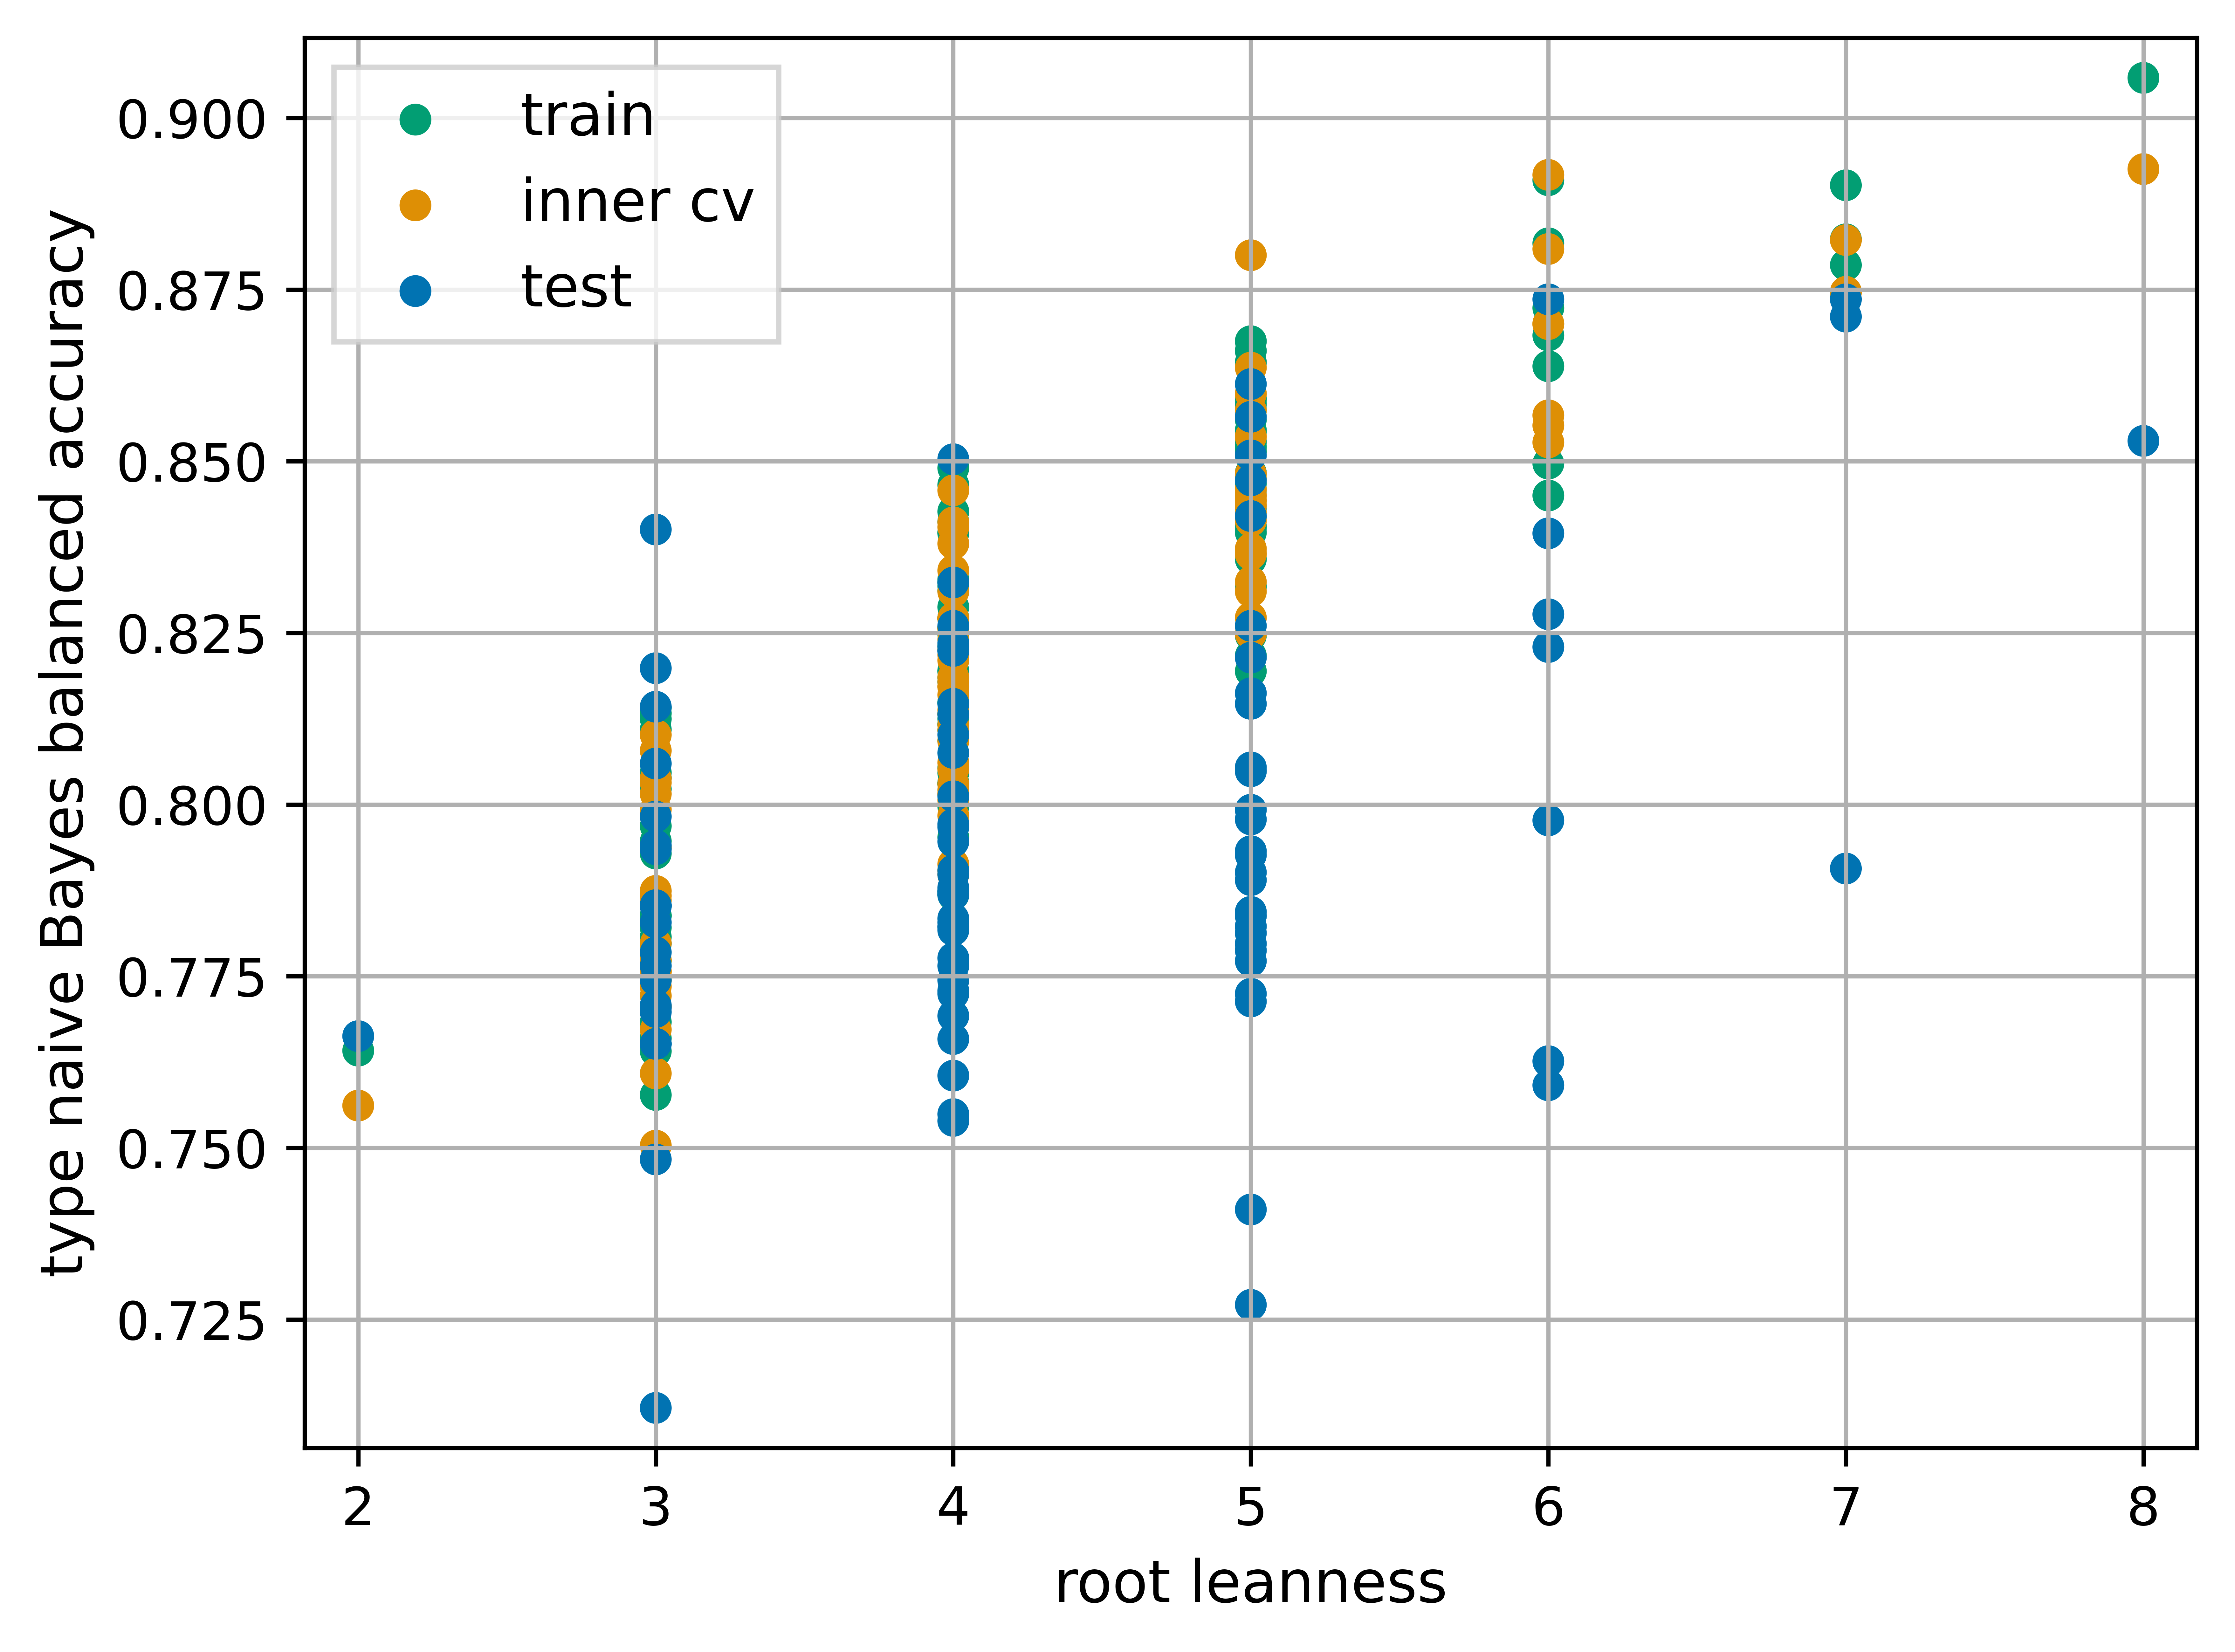 train
inner cv
test
type naive Bayes balanced accuracy
0.900
0.875
0.850
0.825
0.800
0.775
0.750
0.725
2 3 4 5 6 7 8
root leanness